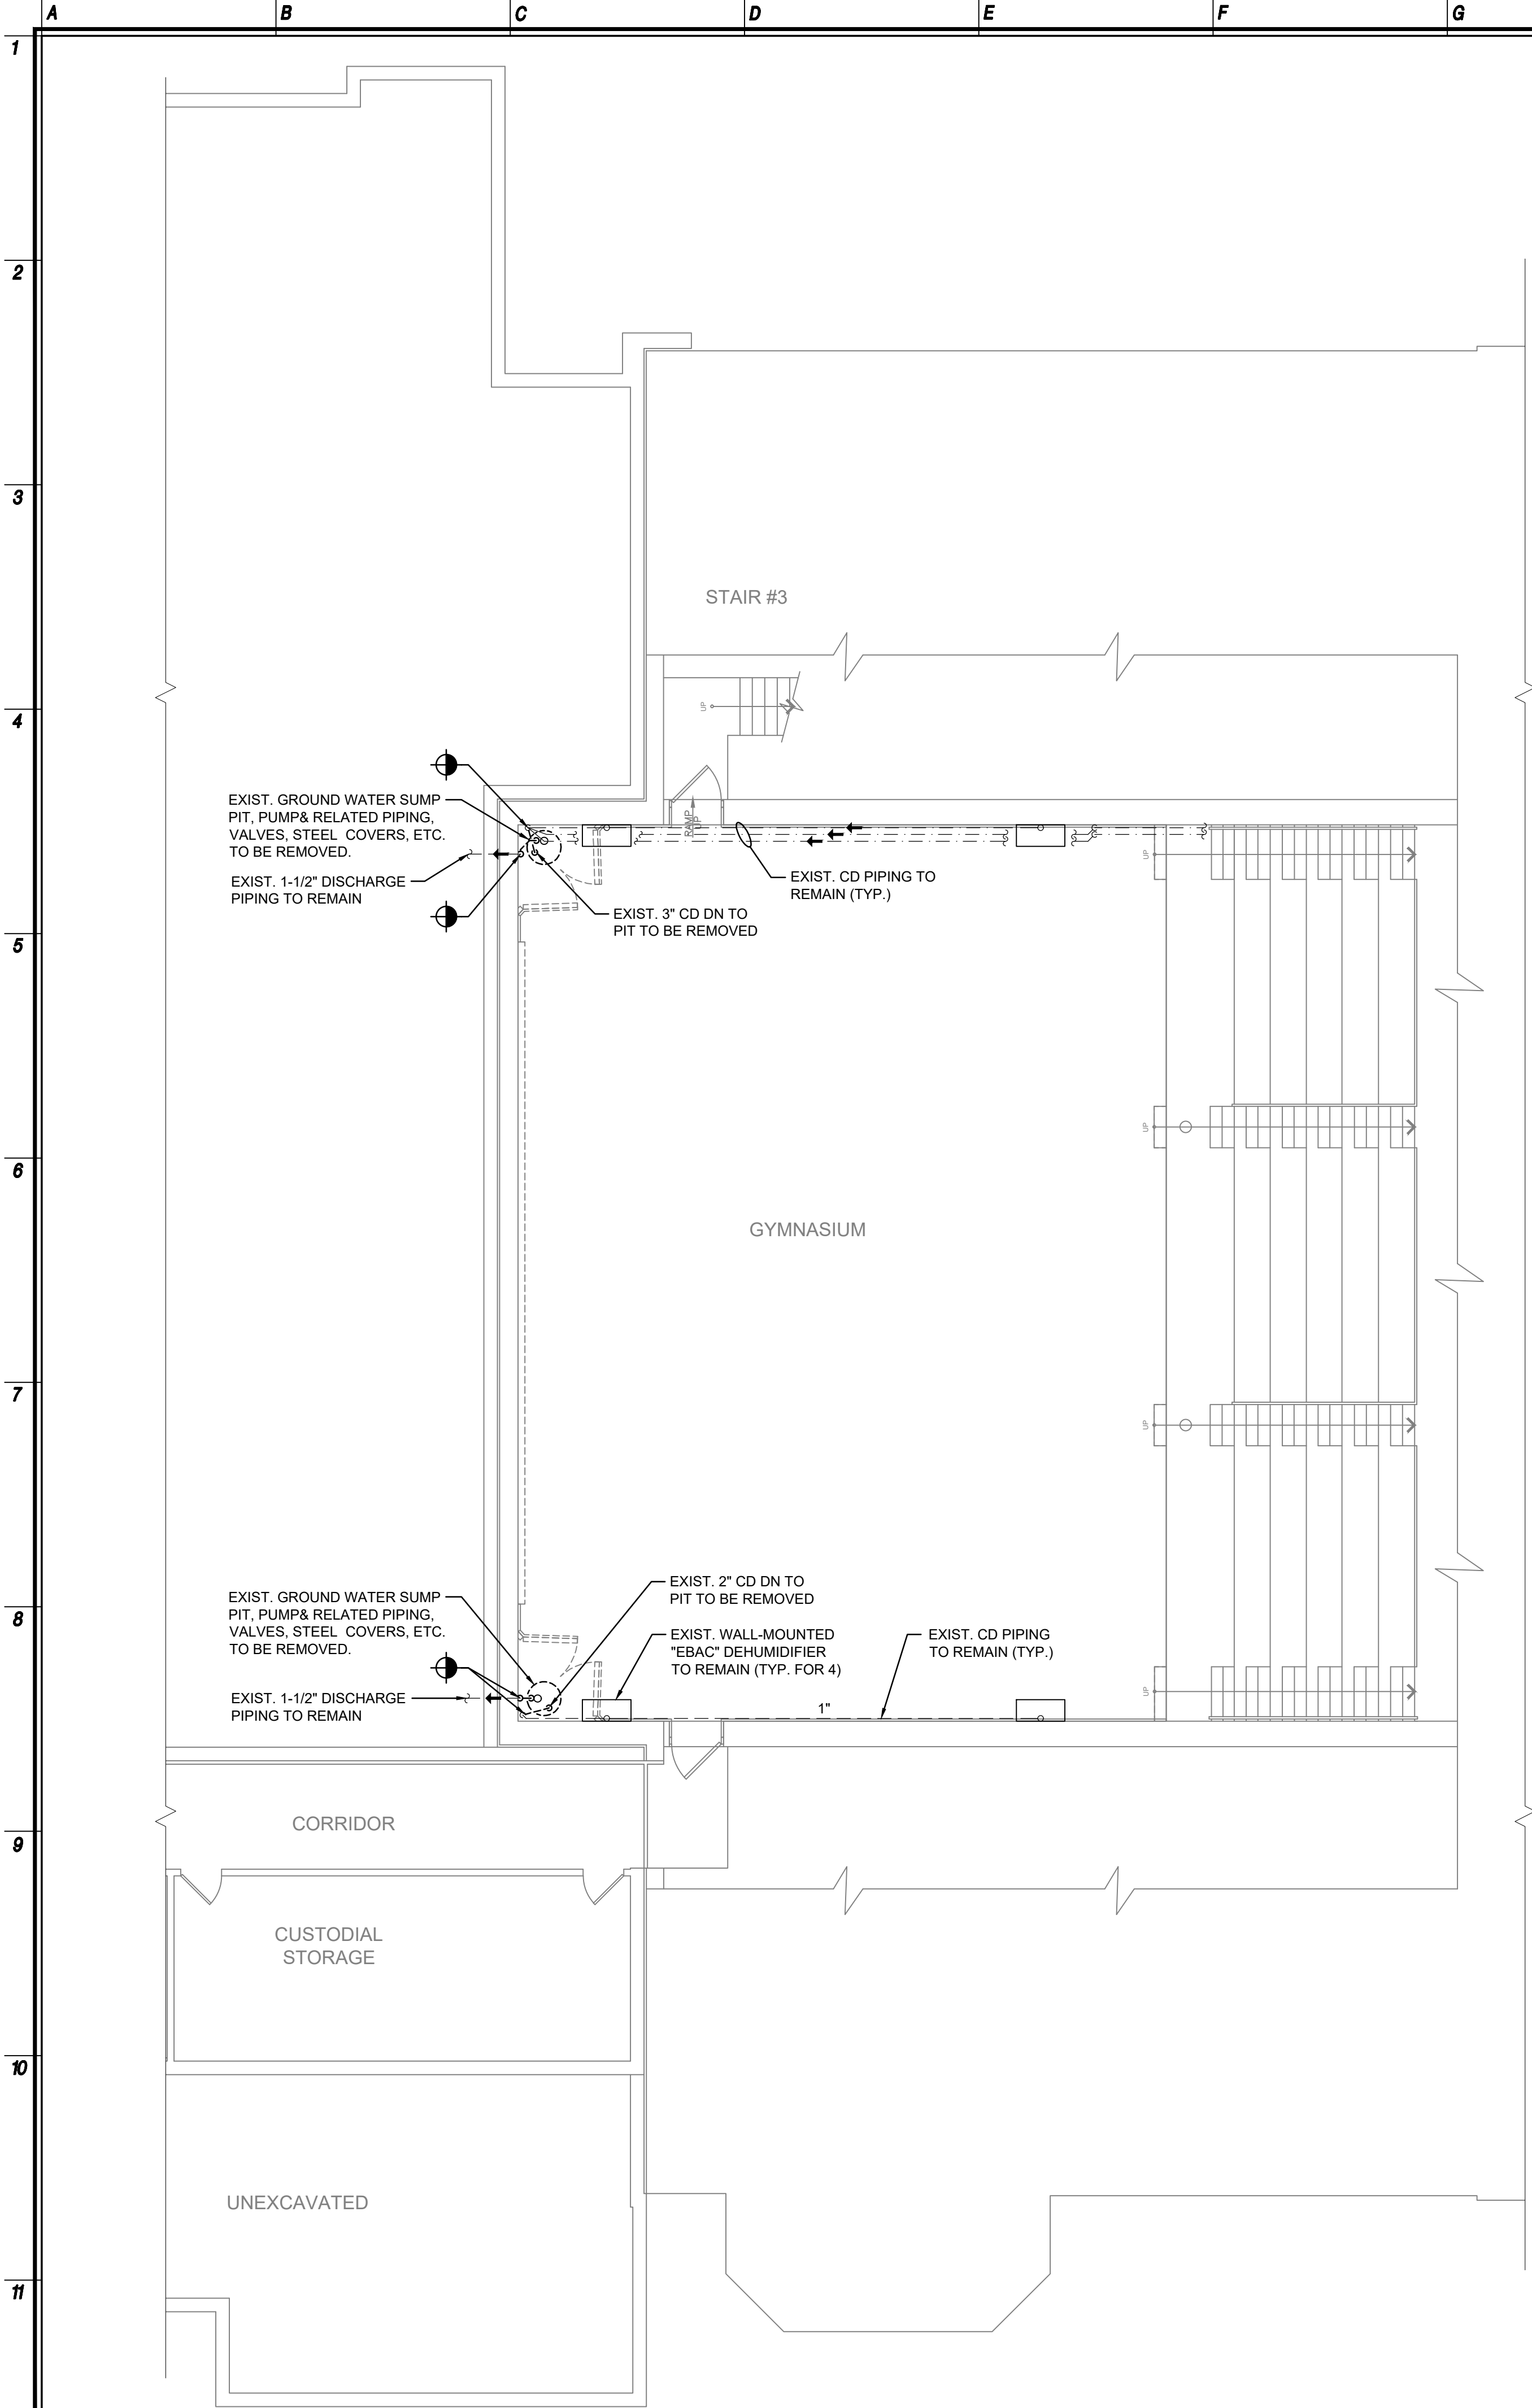 A
B
C
D
E
F
G
1
2
3
STAIR #3
4
UP
EXIST. GROUND WATER SUMP
PIT, PUMP& RELATED PIPING,
VALVES, STEEL COVERS, ETC.
TO BE REMOVED.
EXIST. 1-1/2" DISCHARGE
PIPING TO REMAIN
RAMP
UP
UP
EXIST. CD PIPING TO
REMAIN (TYP.)
EXIST. 3" CD DN TO
PIT TO BE REMOVED
5
UP
6
GYMNASIUM
7
UP
EXIST. GROUND WATER SUMP
PIT, PUMP& RELATED PIPING,
VALVES, STEEL COVERS, ETC.
TO BE REMOVED.
EXIST. 2" CD DN TO
PIT TO BE REMOVED
8
EXIST. WALL-MOUNTED
"EBAC" DEHUMIDIFIER
TO REMAIN (TYP. FOR 4)
EXIST. CD PIPING
TO REMAIN (TYP.)
EXIST. 1-1/2" DISCHARGE
PIPING TO REMAIN
1"
UP
CORRIDOR
9
CUSTODIAL
STORAGE
10
UNEXCAVATED
11